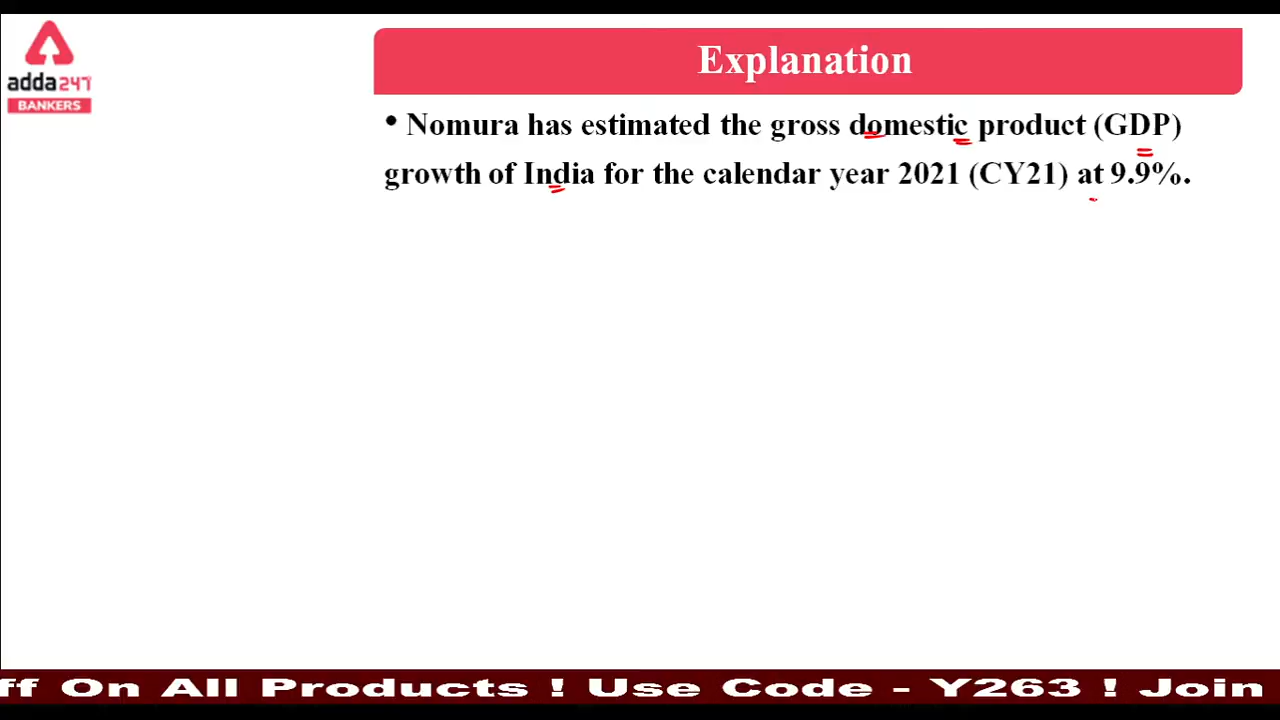 adda247
BANKERS
Explanation
• Nomura has estimated the gross domestic product (GDP)
growth of India for the calendar year 2021 (CY21) at 9.9%.
ff On All Products ! Use Code - Y263 ! Join